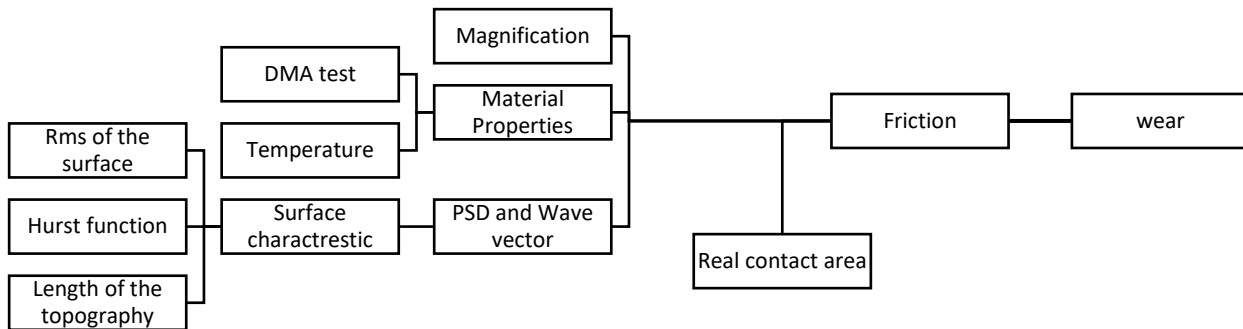 Magnification
DMA test
Material
Properties
Temperature
Rms of the
surface
Hurst function
Length of the
topography
Surface
charactrestic
PSD and Wave
vector
Real contact area
Friction
wear